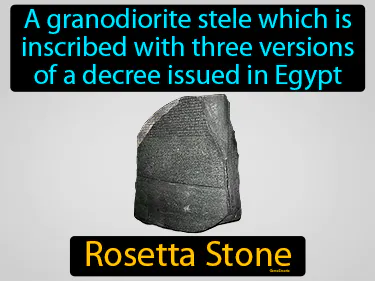 A granodiorite stele which is
inscribed with three versions
of a decree issued in Egypt
Rosetta Stone